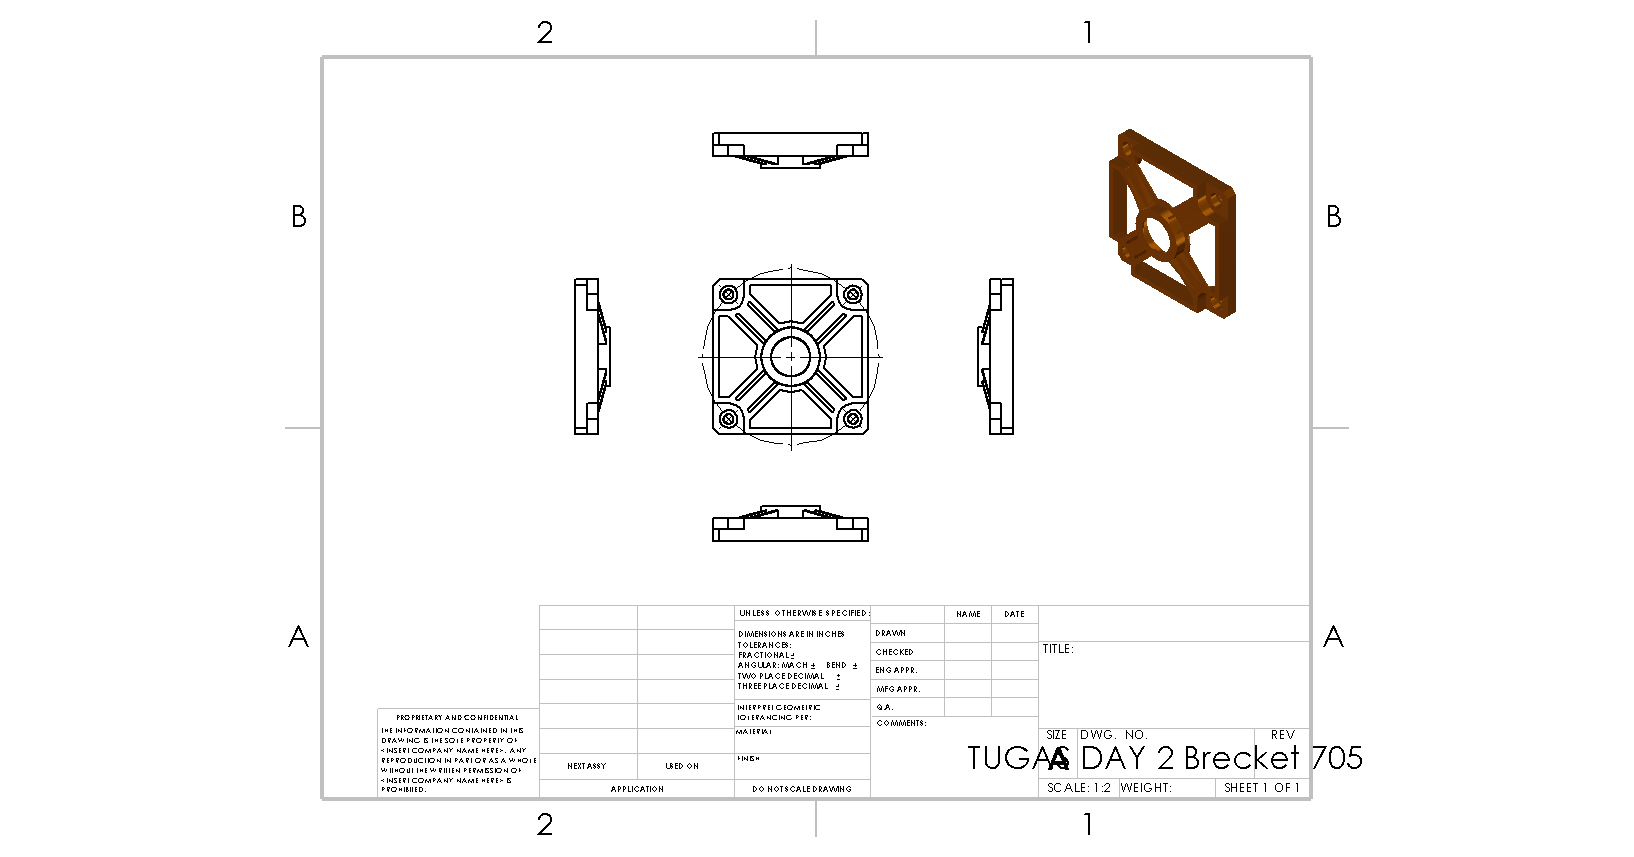 2 1
B B
A A
UNLESS OTHERWISE SPECIFIED:
NAME DATE
DIMENSIONS ARE IN INCHES
TOLERANCES:
FRACTIONAL ±
ANGULAR: MACH ± BEND ±
TWO PLACE DECIMAL ±
THREE PLACE DECIMAL ±
DRAWN
CHECKED
ENG APPR.
MFG APPR.
Q.A.
COMMENTS:
TITLE:
INTERPRET GEOMETRIC
TOLERANCING PER:
MATERIAL
FINISH
PROPRIETARY AND CONFIDENTIAL
THE INFORMATION CONTAINED IN THIS
DRAWING IS THE SOLE PROPERTY OF
<INSERT COMPANY NAME HERE>. ANY
REPRODUCTION IN PART OR AS A WHOLE
WITHOUT THE WRITTEN PERMISSION OF
<INSERT COMPANY NAME HERE> IS
PROHIBITED.
NEXT ASSY USED ON
APPLICATION
DO NOT SCALE DRAWING
SIZE DWG. NO. REV
A
TUGAS DAY 2 Brecket 705
SCALE: 1:2 WEIGHT: SHEET 1 OF 1
2 1